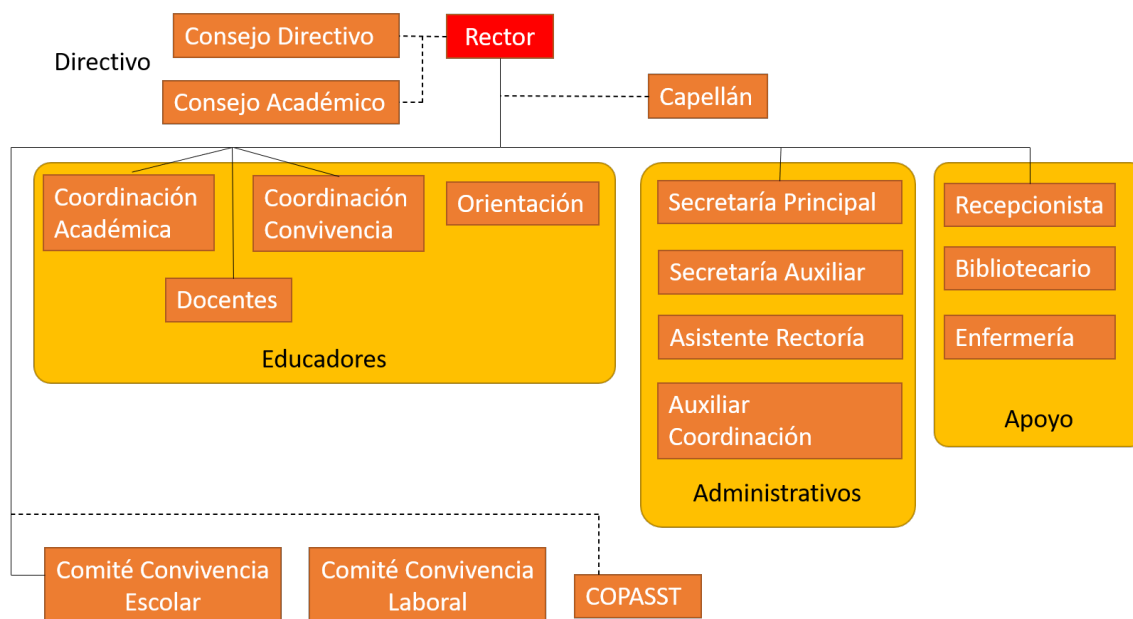 Consejo Directivo
Rector
Directivo
Consejo Académico
Capellán
Coordinación
Académica
Coordinación
Convivencia
Orientación
Docentes
Educadores
Secretaría Principal
Secretaría Auxiliar
Asistente Rectoría
Auxiliar
Coordinación
Administrativos
Recepcionista
Bibliotecario
Enfermería
Apoyo
Comité Convivencia
Escolar
Comité Convivencia
Laboral
COPASST